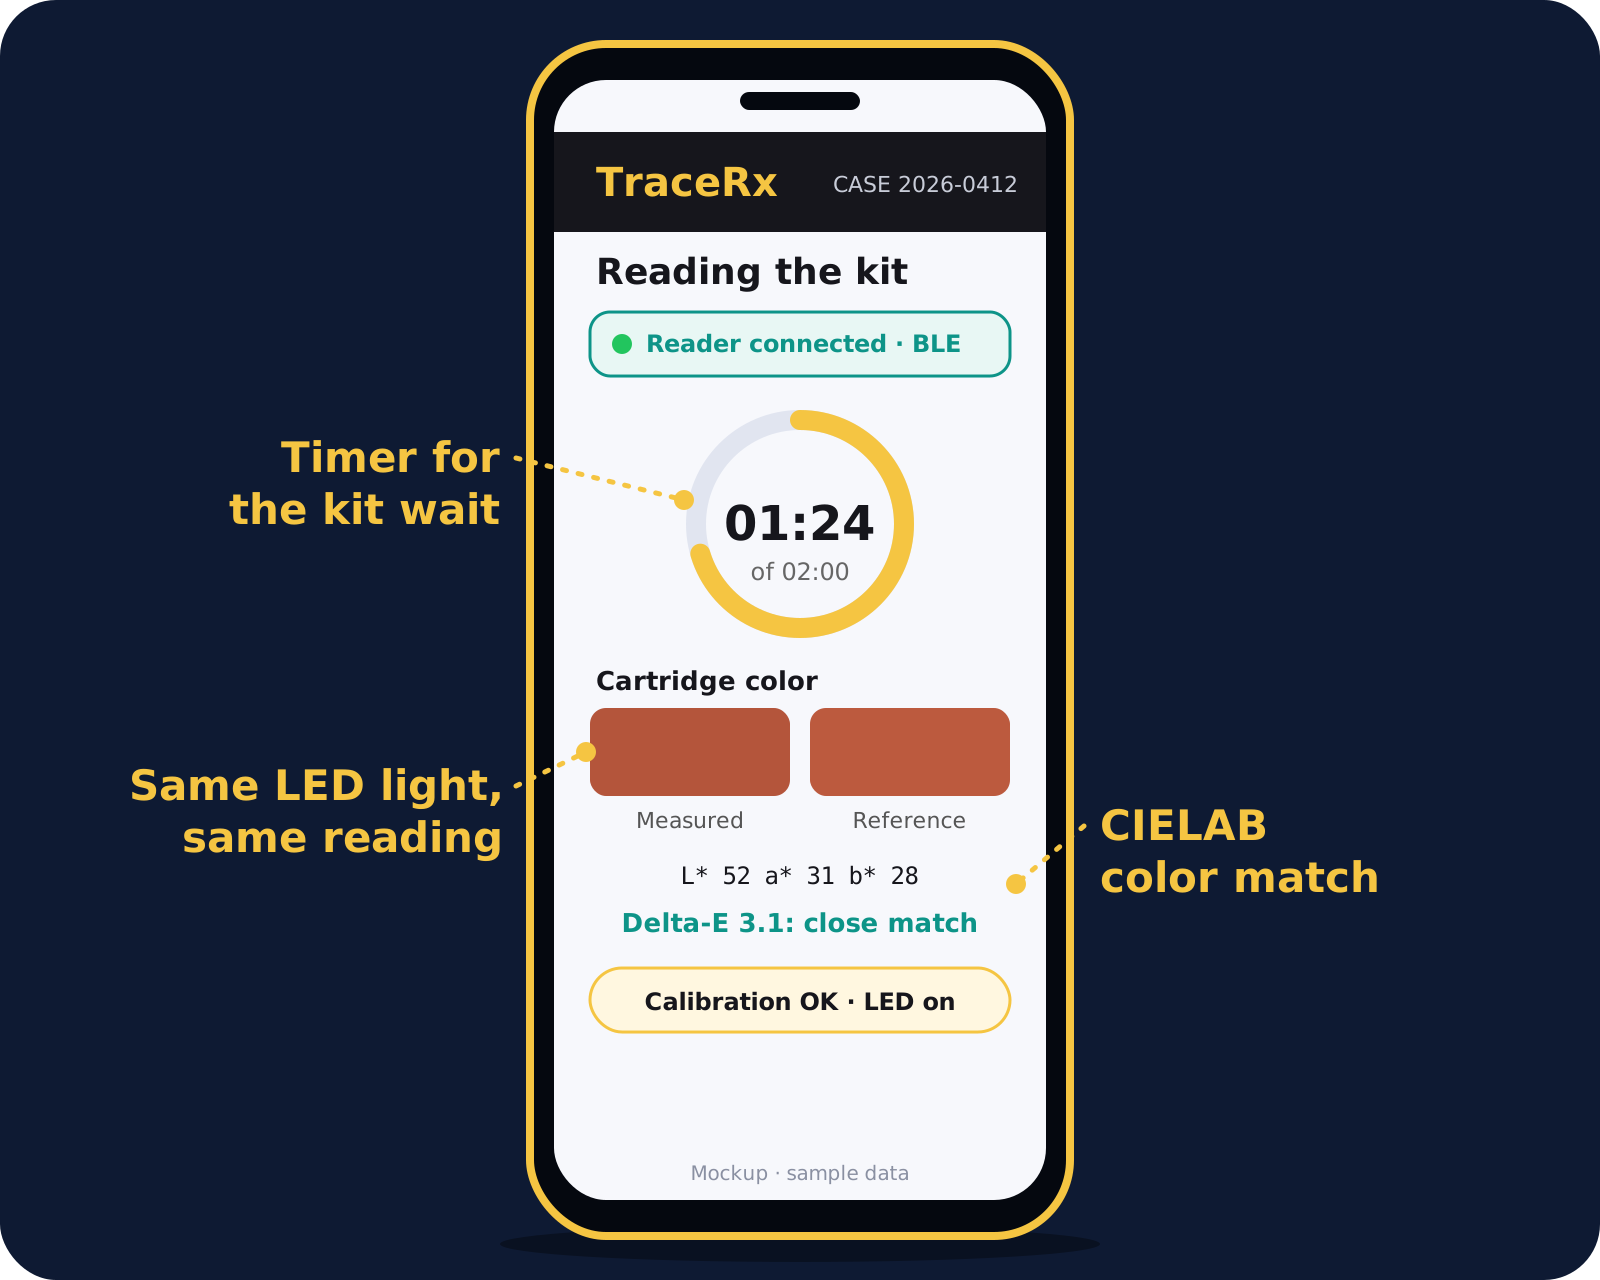 TraceRx
CASE 2026-0412
Reading the kit
Reader connected · BLE
Timer for
the kit wait
01:24
of 02:00
Cartridge color
Same LED light,
same reading
Measured
Reference
CIELAB
color match
L* 52 a* 31 b* 28
Delta-E 3.1: close match
Calibration OK · LED on
Mockup · sample data